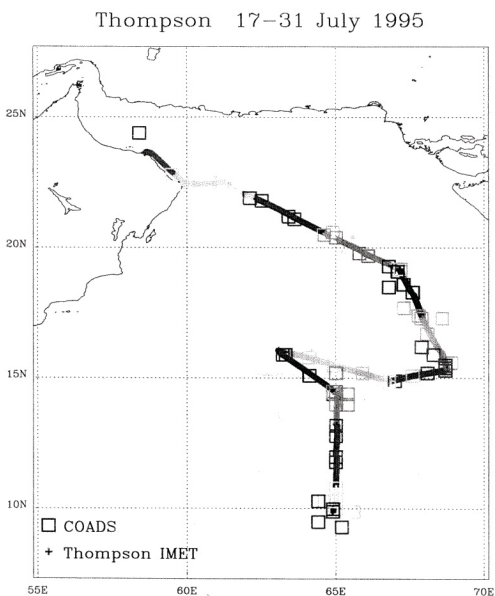 Thompson 17-31 July 1995
25N
20N
15N
10N
COADS
Thompson IMET
55E 60E 65E 70E